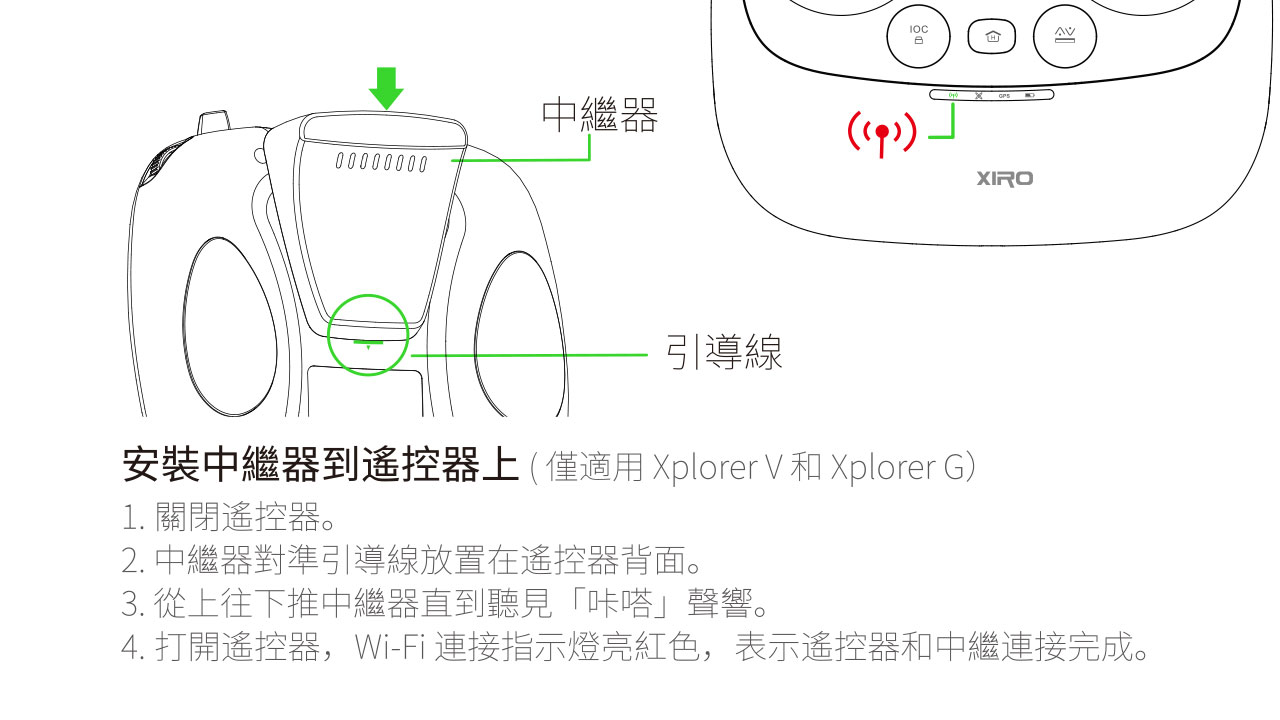 IOC
H
GPS
中繼器
XIRO
引導線
安裝中繼器到遙控器上 ( 僅適用 Xplorer V 和 Xplorer G）
1. 關閉遙控器。
2. 中繼器對準引導線放置在遙控器背面。
3. 從上往下推中繼器直到聽見「咔嗒」聲響。
4. 打開遙控器，Wi-Fi 連接指示燈亮紅色，表示遙控器和中繼連接完成。